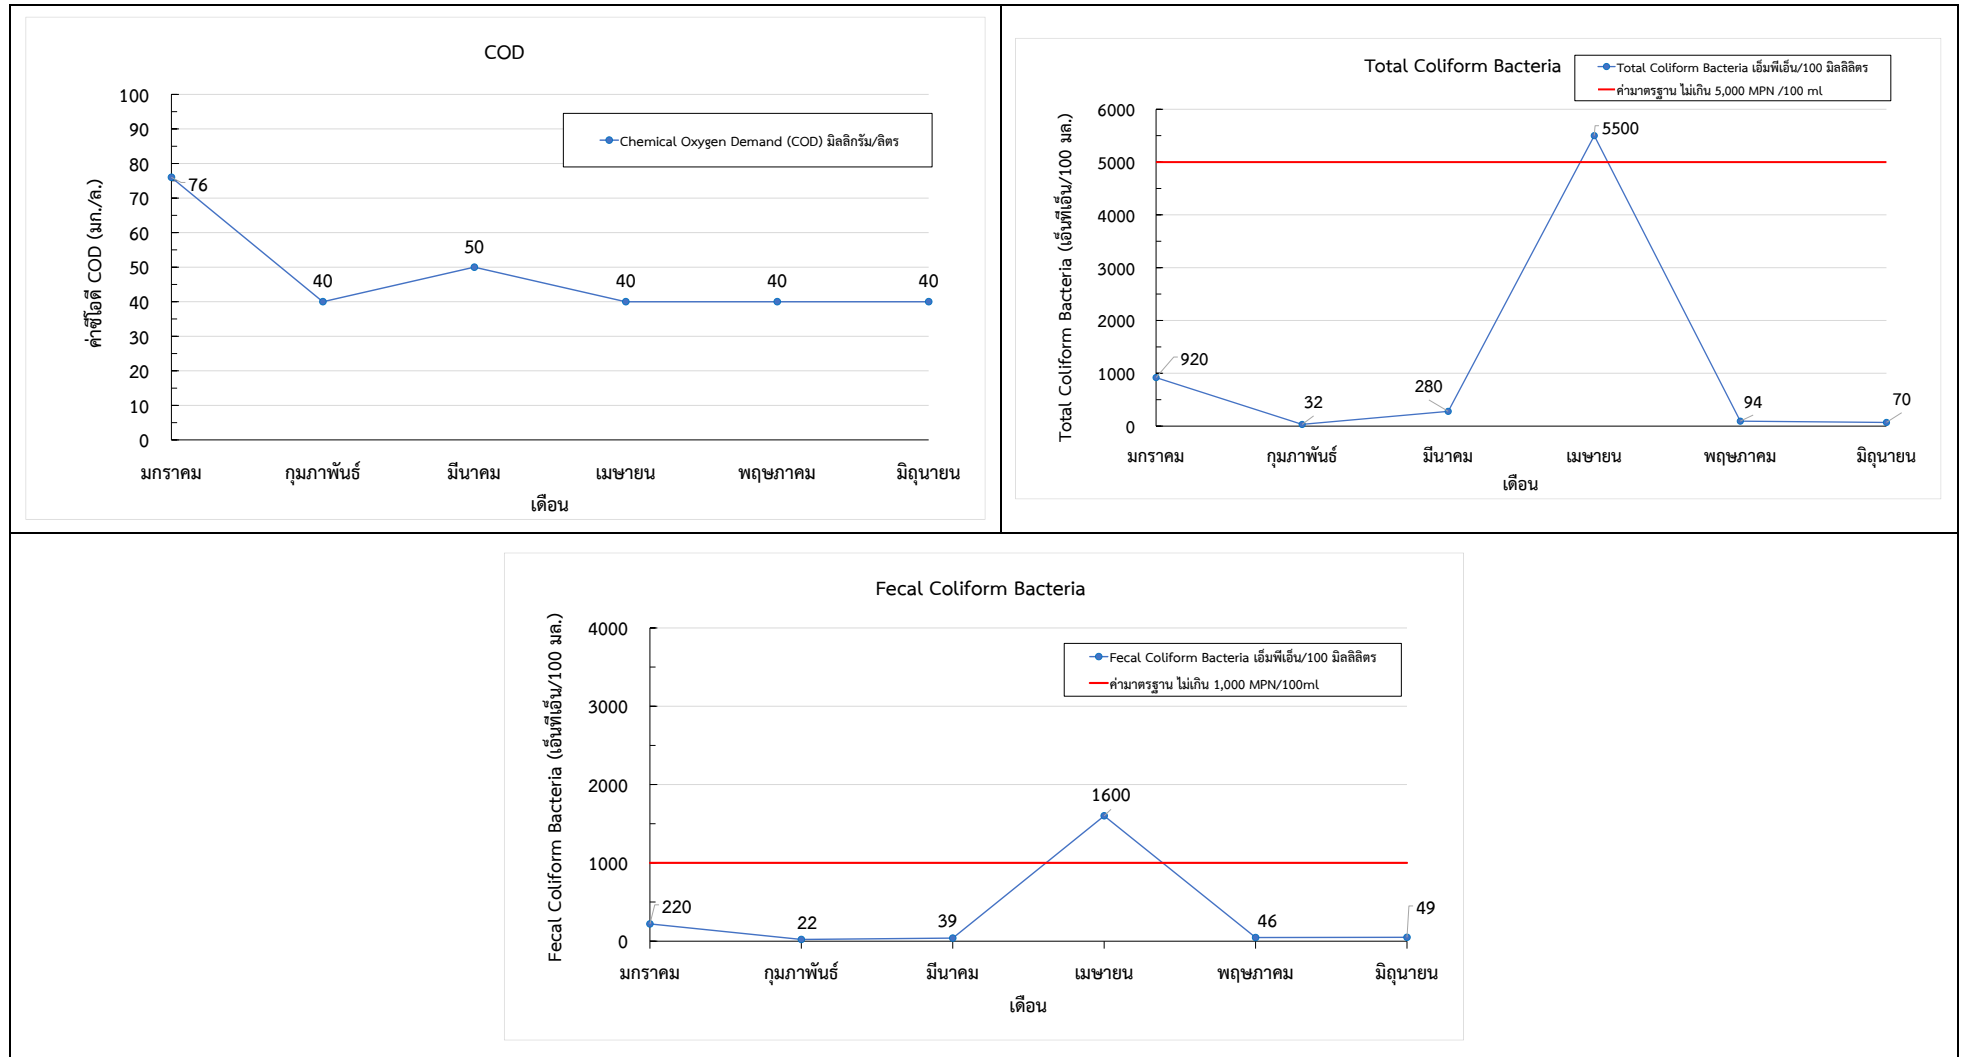 COD
Chemical Oxygen Demand (COD) มิลลิกรัม/ลิตร
ค่าซีโอดี COD (มก./ล.)
100
90
80
70
60
50
40
30
20
10
0
76
40
50
40
40
40
มกราคม กุมภาพันธ์ มีนาคม เมษายน พฤษภาคม มิถุนายน
เดือน
Total Coliform Bacteria
Total Coliform Bacteria เอ็มพีเอ็น/100 มิลลิลิตร
ค่ามาตรฐาน ไม่เกิน 5,000 MPN /100 ml
Total Coliform Bacteria (เอ็นทีเอ็น/100 มล.)
6000
5000
4000
3000
2000
1000
0
920
32
280
5500
94
70
มกราคม กุมภาพันธ์ มีนาคม เมษายน พฤษภาคม มิถุนายน
เดือน
Fecal Coliform Bacteria
Fecal Coliform Bacteria เอ็มพีเอ็น/100 มิลลิลิตร
ค่ามาตรฐาน ไม่เกิน 1,000 MPN/100ml
Fecal Coliform Bacteria (เอ็นทีเอ็น/100 มล.)
4000
3000
2000
1000
0
220
22
39
1600
46
49
มกราคม กุมภาพันธ์ มีนาคม เมษายน พฤษภาคม มิถุนายน
เดือน